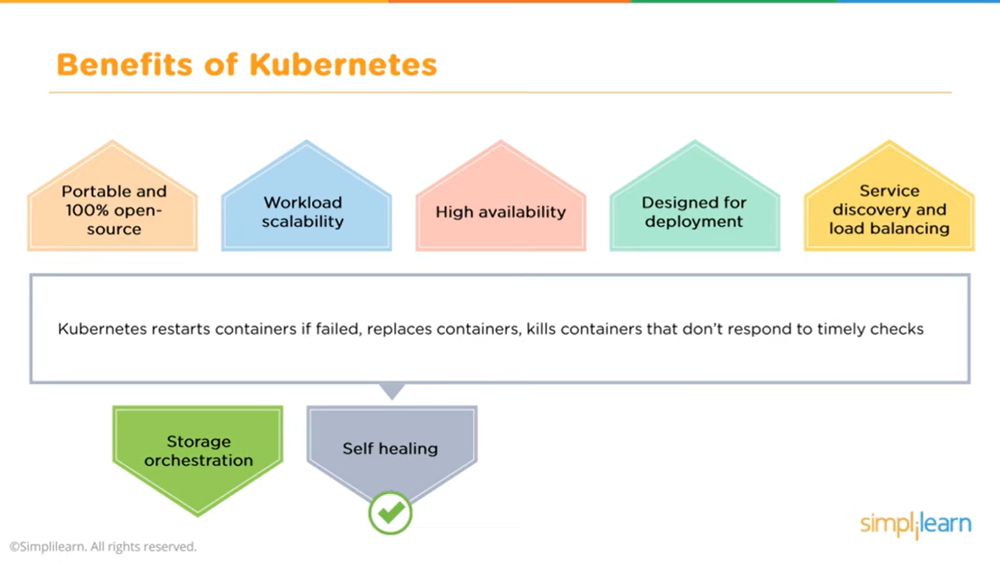 Benefits of Kubernetes
Portable and
100% open-
source
Workload
scalability
High availability
Designed for
deployment
Service
discovery and
load balancing
Kubernetes restarts containers if failed, replaces containers, kills containers that don't respond to timely checks
Storage
orchestration
Self healing
simplilearn
©Simplilearn. All rights reserved.